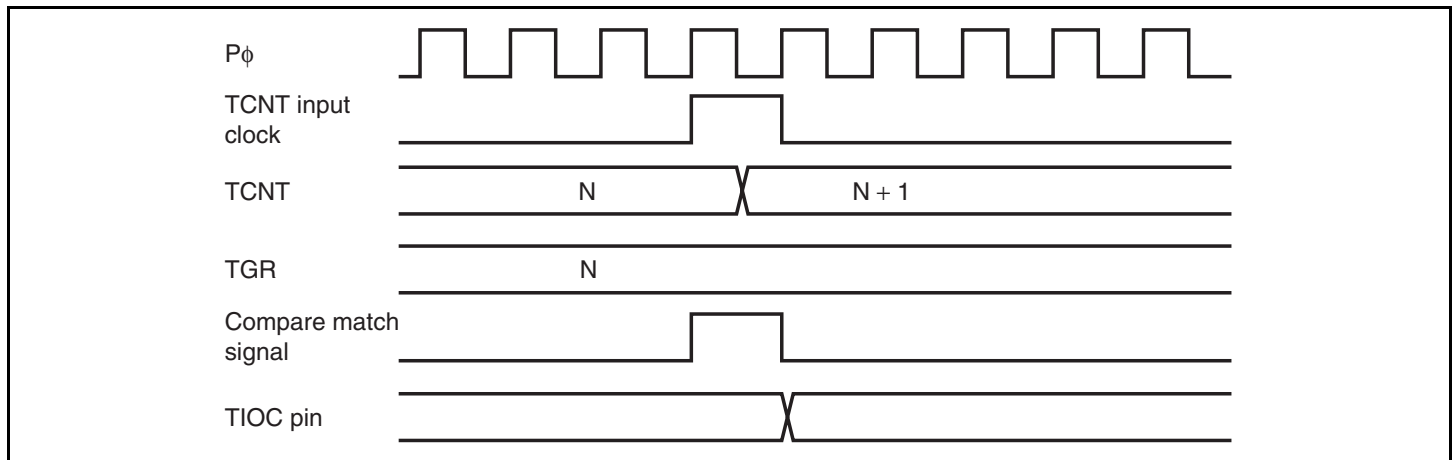 Pϕ
TCNT input
clock
TCNT
N
N + 1
TGR
N
Compare match
signal
TIOC pin